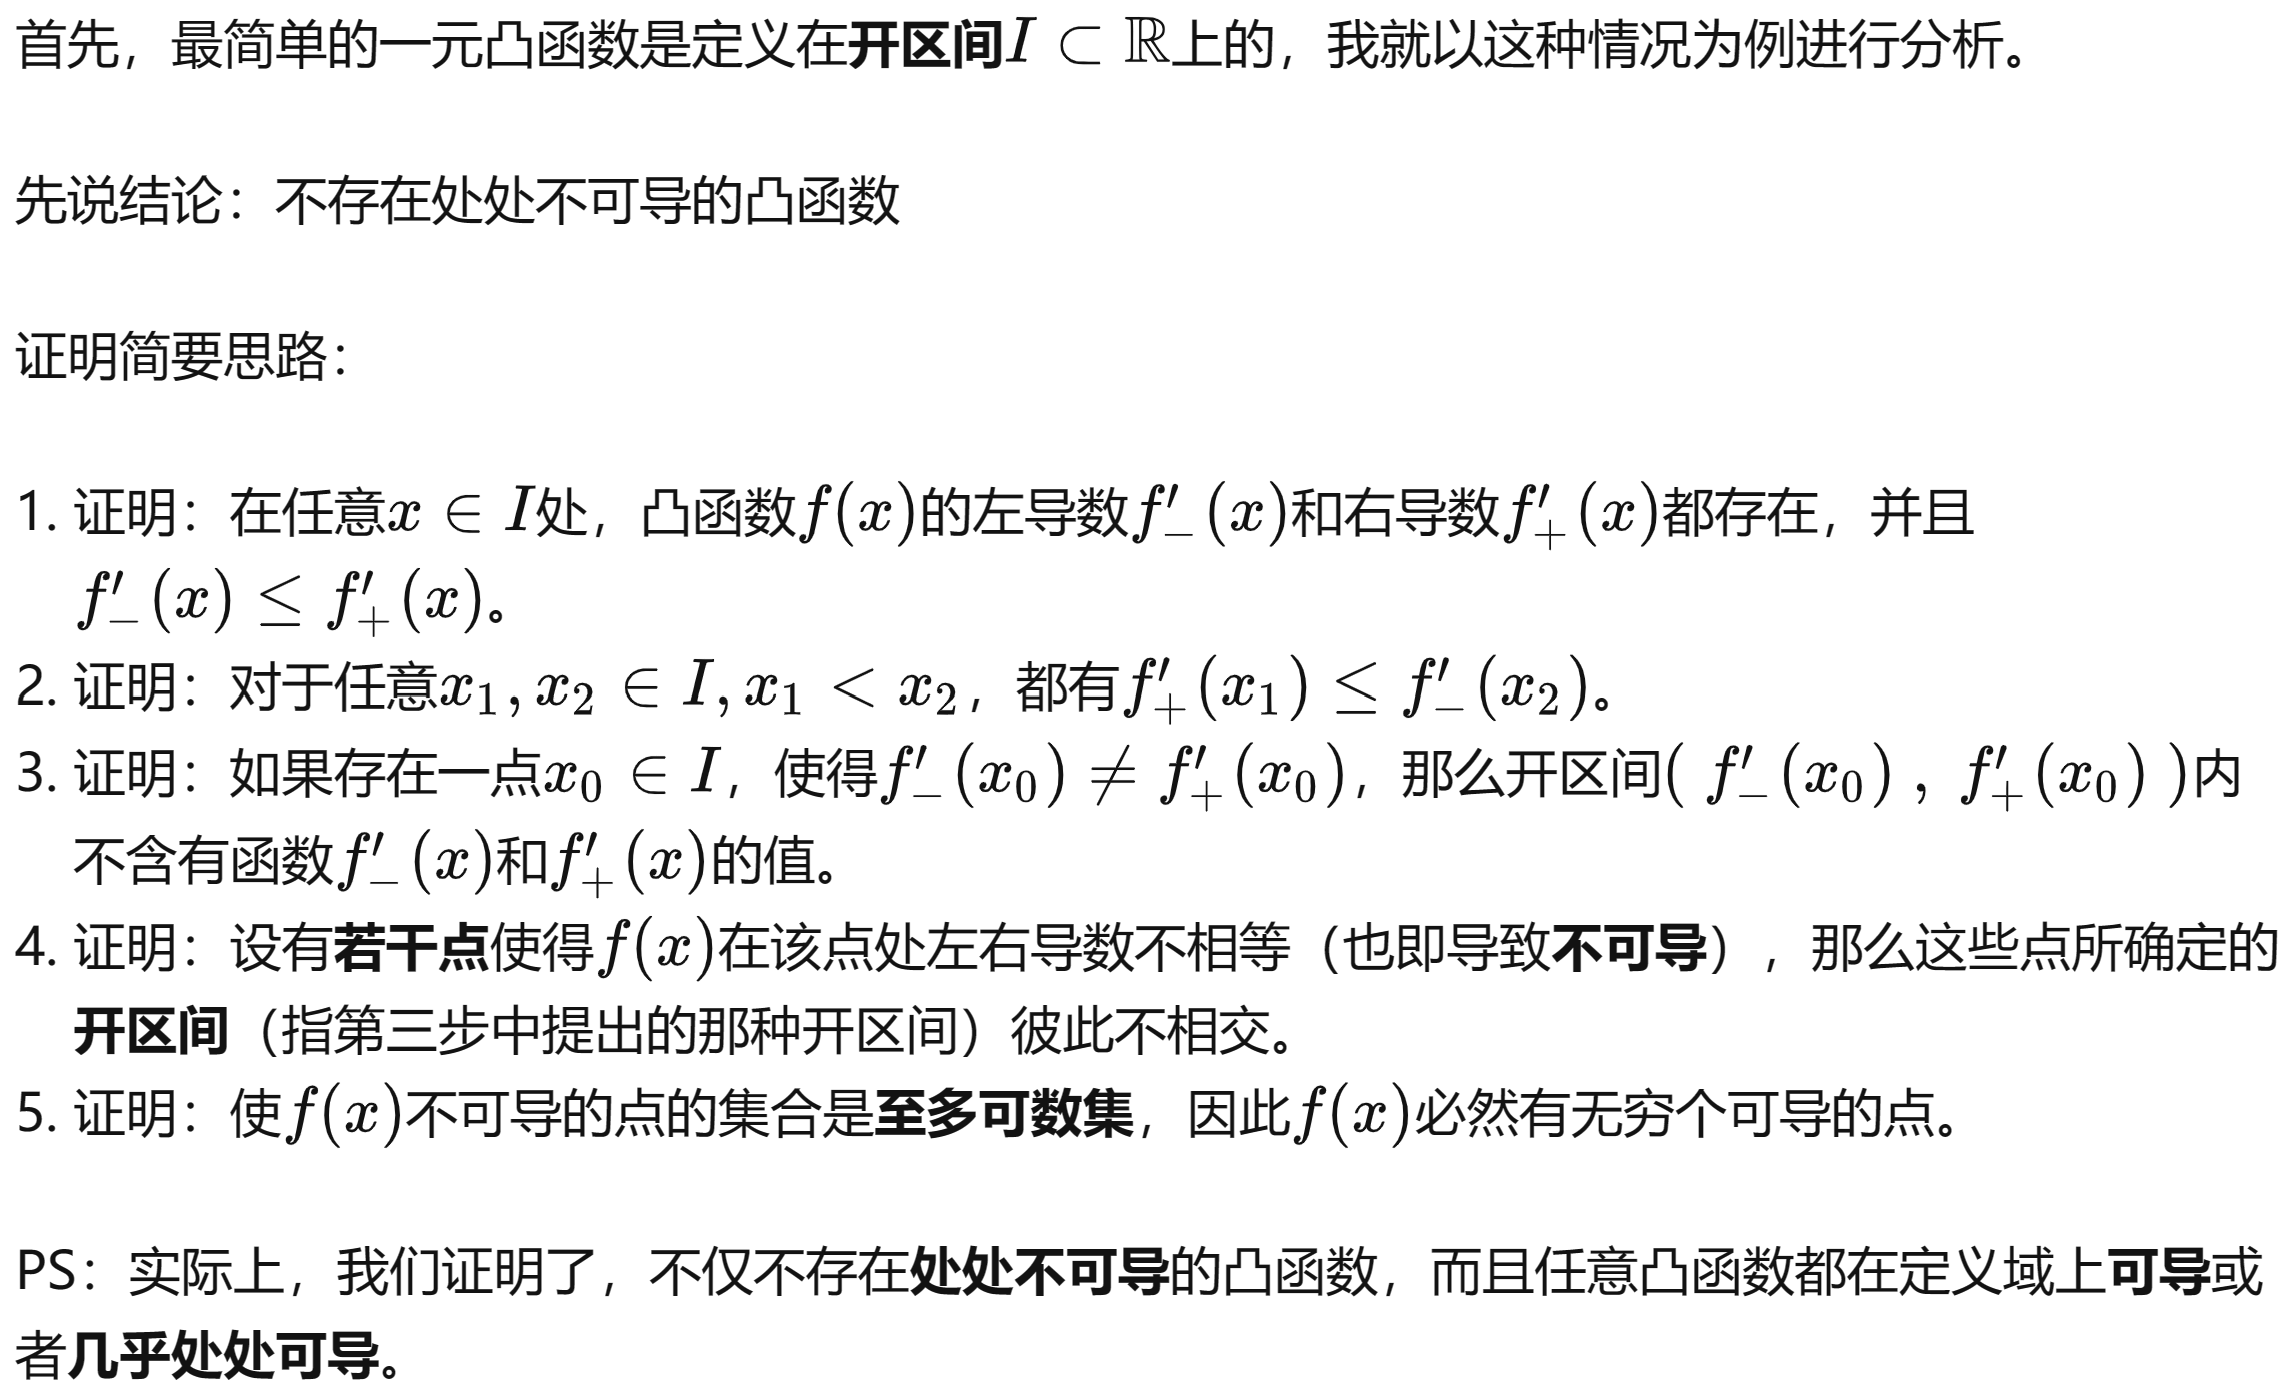 首先，最简单的一元凸函数是定义在开区间$I \subset \mathbb{R}$上的，我就以这种情况为例进行分析。
先说结论：不存在处处不可导的凸函数
证明简要思路：
1. 证明：在任意$x \in I$处，凸函数$f(x)$的左导数$f'_-(x)$和右导数$f'_+(x)$都存在，并且
$f'_-(x) \leq f'_+(x)$。
2. 证明：对于任意$x_1, x_2 \in I, x_1 < x_2$，都有$f'_+(x_1) \leq f'_-(x_2)$。
3. 证明：如果存在一点$x_0 \in I$，使得$f'_-(x_0) \neq f'_+(x_0)$，那么开区间$( f'_-(x_0) , f'_+(x_0) )$内
不含有函数$f'_-(x)$和$f'_+(x)$的值。
4. 证明：设有若干点使得$f(x)$在该点处左右导数不相等（也即导致不可导），那么这些点所确定的
开区间（指第三步中提出的那种开区间）彼此不相交。
5. 证明：使$f(x)$不可导的点的集合是至多可数集，因此$f(x)$必然有无穷个可导的点。
PS：实际上，我们证明了，不仅不存在处处不可导的凸函数，而且任意凸函数都在定义域上可导或
者几乎处处可导。